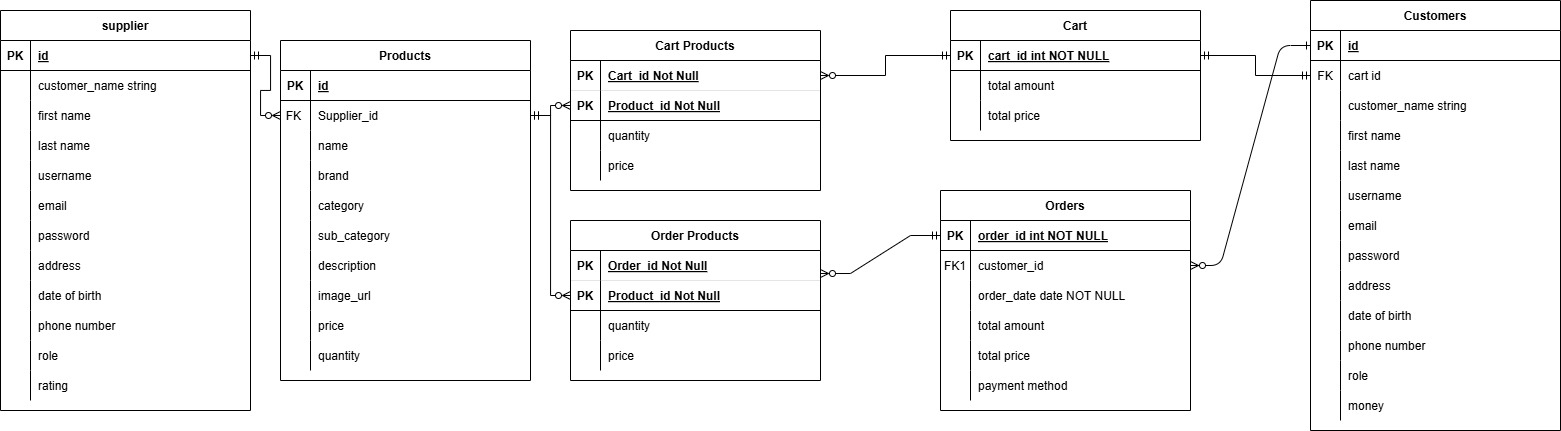 supplier
PK id
customer_name string
first name
last name
username
email
password
address
date of birth
phone number
role
rating
Products
PK id
FK Supplier_id
name
brand
category
sub_category
description
image_url
price
quantity
Cart Products
PK Cart_id Not Null
PK Product_id Not Null
quantity
price
Order Products
PK Order_id Not Null
PK Product_id Not Null
quantity
price
Cart
PK cart_id int NOT NULL
total amount
total price
Orders
PK order_id int NOT NULL
FK1 customer_id
order_date date NOT NULL
total amount
total price
payment method
Customers
PK id
FK cart id
customer_name string
first name
last name
username
email
password
address
date of birth
phone number
role
money